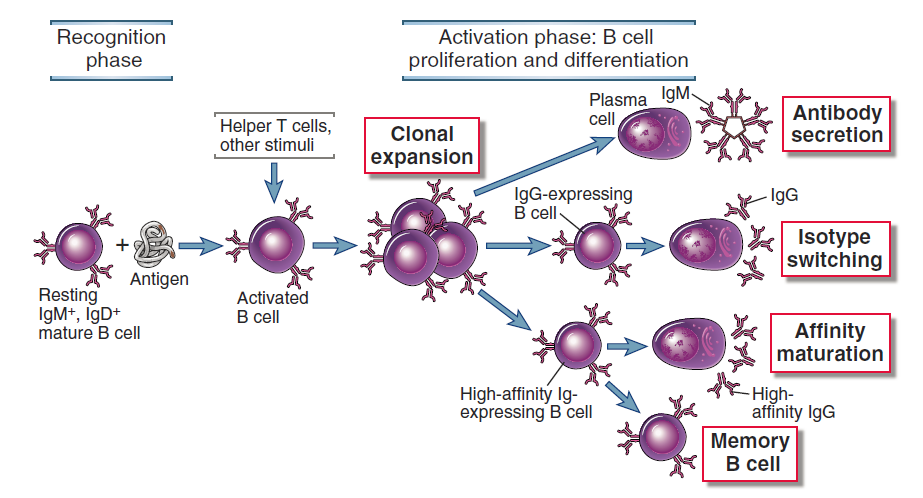 Recognition
phase
Activation phase: B cell
proliferation and differentiation
Helper T cells,
other stimuli
Clonal
expansion
Plasma
cell
IgM
Antibody
secretion
IgG-expressing
B cell
IgG
Isotype
switching
+
Antigen
Resting
IgM+, IgD+
mature B cell
Activated
B cell
Affinity
maturation
High-affinity Ig-
expressing B cell
High-
affinity IgG
Memory
B cell